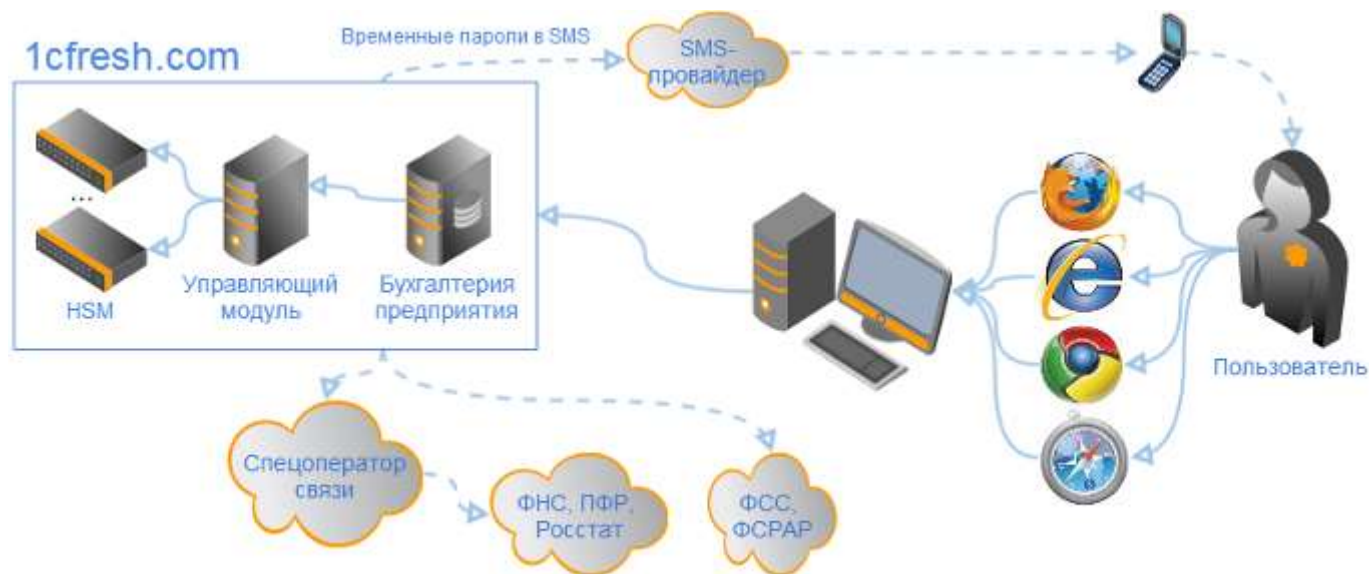 1cfresh.com
Временные пароли в SMS
SMS-
провайдер
...
HSM
Управляющий
модуль
Бухгалтерия
предприятия
Пользователь
Спецоператор
связи
ФНС, ПФР,
Росстат
ФСС,
ФСРАР